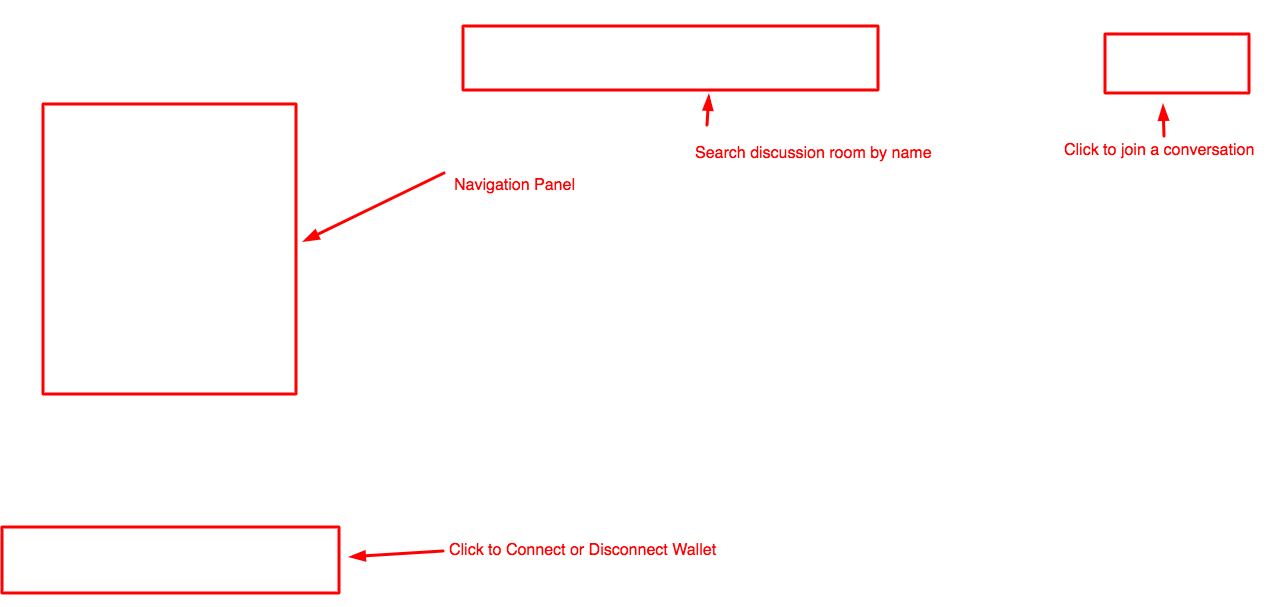 Search discussion room by name
Click to join a conversation
Navigation Panel
Click to Connect or Disconnect Wallet